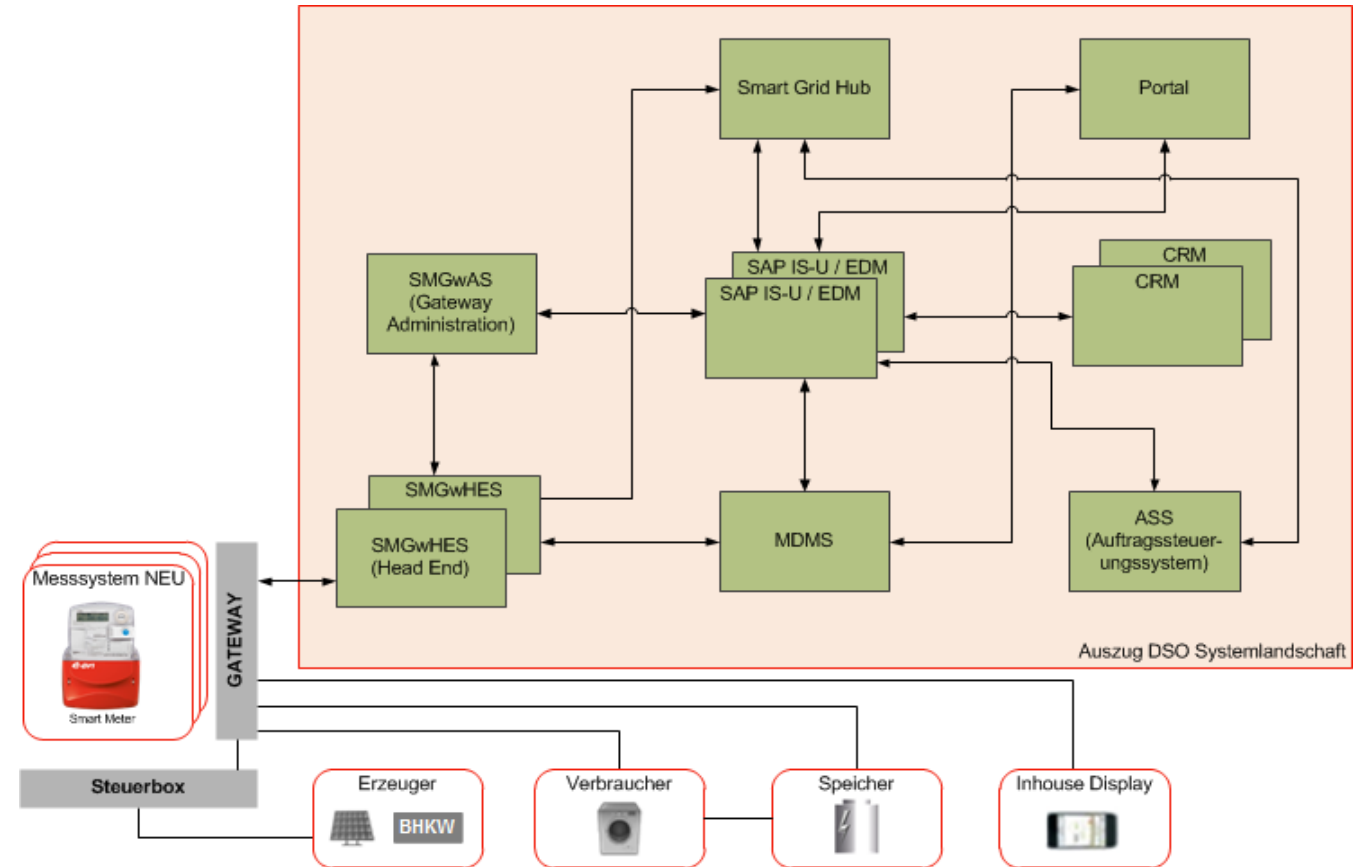 Smart Grid Hub
Portal
SMGwAS
(Gateway
Administration)
SAP IS-U / EDM
SAP IS-U / EDM
CRM
CRM
SMGwHES
SMGwHES
(Head End)
MDMS
ASS
(Auftragssteuer-
ungssystem)
Auszug DSO Systemlandschaft
Messsystem NEU
e·on
Smart Meter
GATEWAY
Steuerbox
Erzeuger
BHKW
Verbraucher
Speicher
Inhouse Display